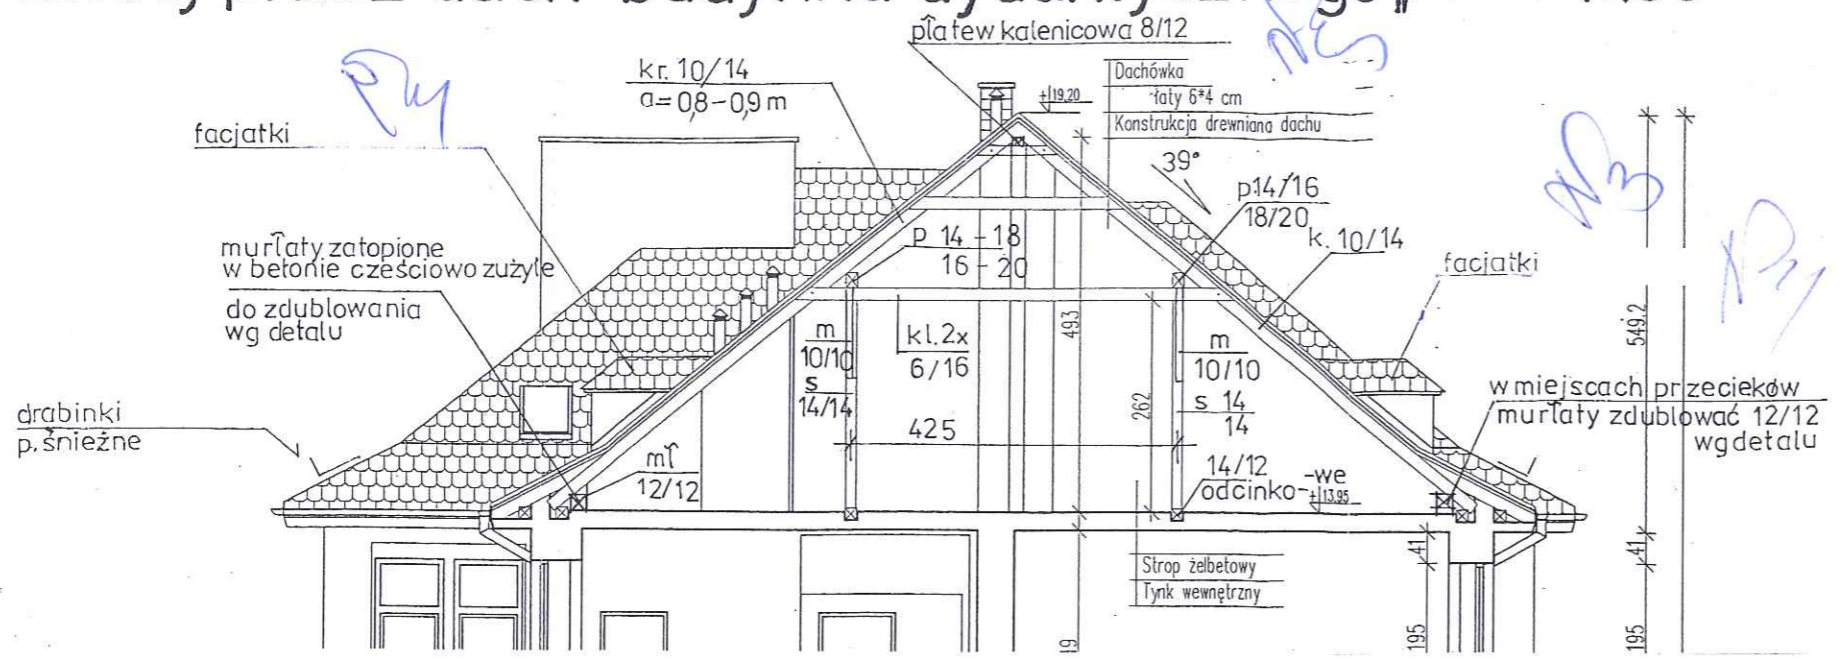 płatew kalenicowa 8/12
kr. 10/14
a= 0,8-0,9 m
Dachówka
łaty 6*4 cm
Konstrukcja drewniana dachu
+19,20
facjatki
39°
p.14/16
18/20
k. 10/14
murłaty zatopione
w betonie cześciowo zużyte
do zdublowania
wg detalu
p 14-18
16-20
facjatki
m
10/10
s
14/14
kl. 2x
6/16
493
262
m
10/10
s 14
14
549.2
425
drabinki
p. śnieżne
w miejscach przecieków
murłaty zdublować 12/12
wg detalu
mł
12/12
14/12
odcinko-we
+13,95
41
41
Strop żelbetowy
Tynk wewnętrzny
195
195